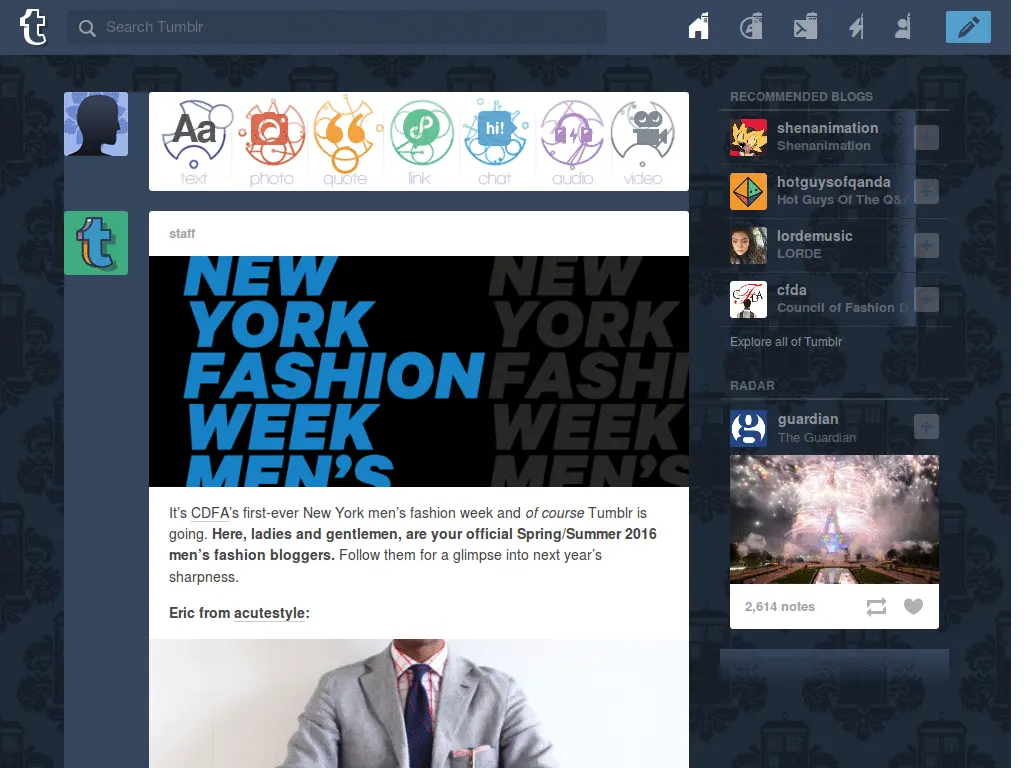 t
Search Tumblr
Aa
hi!
text photo quote link chat audio video
RECOMMENDED BLOGS
shenanimation
Shenanimation
hotguysofqanda
Hot Guys Of The Q&A
lordemusic
LORDE
CFDA
cfda
Council of Fashion D
Explore all of Tumblr
RADAR
g
guardian
The Guardian
2,614 notes
t
staff
NEW NEW
YORK YORK
FASHION FASHI
WEEK WEEK
MEN'S MEN'S
It’s CDFA’s first-ever New York men’s fashion week and of course Tumblr is
going. Here, ladies and gentlemen, are your official Spring/Summer 2016
men’s fashion bloggers. Follow them for a glimpse into next year’s
sharpness.
Eric from acutestyle: